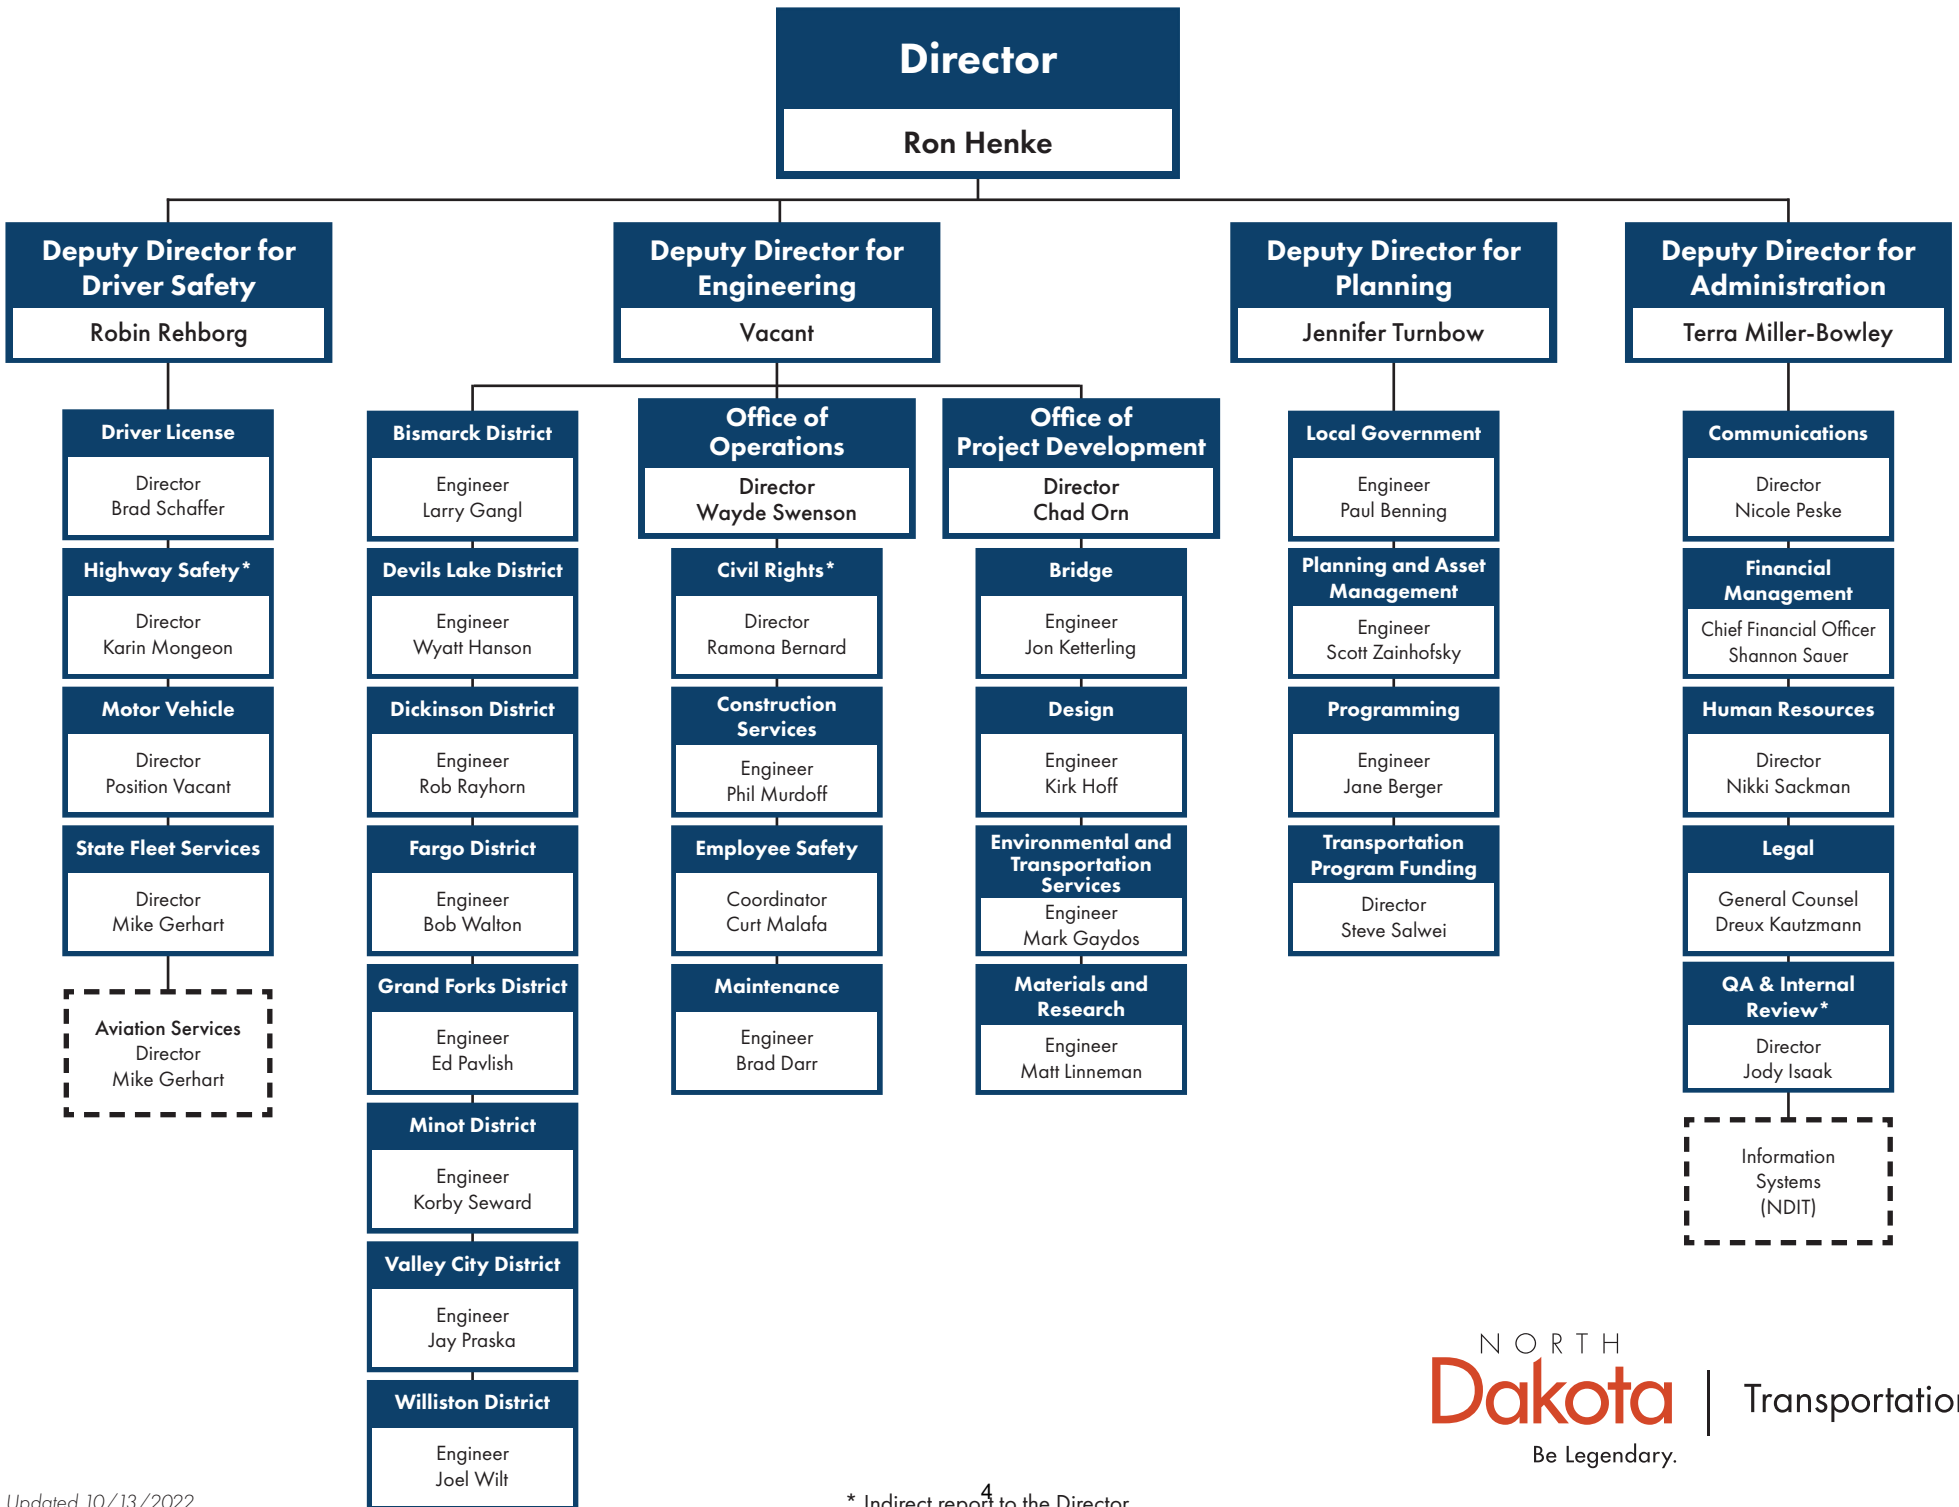 Director
Ron Henke
Deputy Director for
Driver Safety
Robin Rehborg
Deputy Director for
Engineering
Vacant
Deputy Director for
Planning
Jennifer Turnbow
Deputy Director for
Administration
Terra Miller-Bowley
Driver License
Director
Brad Schaffer
Highway Safety*
Director
Karin Mongeon
Motor Vehicle
Director
Position Vacant
State Fleet Services
Director
Mike Gerhart
Aviation Services
Director
Mike Gerhart
Bismarck District
Engineer
Larry Gangl
Devils Lake District
Engineer
Wyatt Hanson
Dickinson District
Engineer
Rob Rayhorn
Fargo District
Engineer
Bob Walton
Grand Forks District
Engineer
Ed Pavlish
Minot District
Engineer
Korby Seward
Valley City District
Engineer
Jay Praska
Williston District
Engineer
Joel Wilt
Office of
Operations
Director
Wayde Swenson
Civil Rights*
Director
Ramona Bernard
Construction
Services
Engineer
Phil Murdoff
Employee Safety
Coordinator
Curt Malafa
Maintenance
Engineer
Brad Darr
Office of
Project Development
Director
Chad Orn
Bridge
Engineer
Jon Ketterling
Design
Engineer
Kirk Hoff
Environmental and
Transportation
Services
Engineer
Mark Gaydos
Materials and
Research
Engineer
Matt Linneman
Local Government
Engineer
Paul Benning
Planning and Asset
Management
Engineer
Scott Zainhofsky
Programming
Engineer
Jane Berger
Transportation
Program Funding
Director
Steve Salwei
Communications
Director
Nicole Peske
Financial
Management
Chief Financial Officer
Shannon Sauer
Human Resources
Director
Nikki Sackman
Legal
General Counsel
Dreux Kautzmann
QA & Internal
Review*
Director
Jody Isaak
Information
Systems
(NDIT)
NORTH
Dakota
Be Legendary.
Transportation
Updated 10/13/2022
4
* Indirect report to the Director